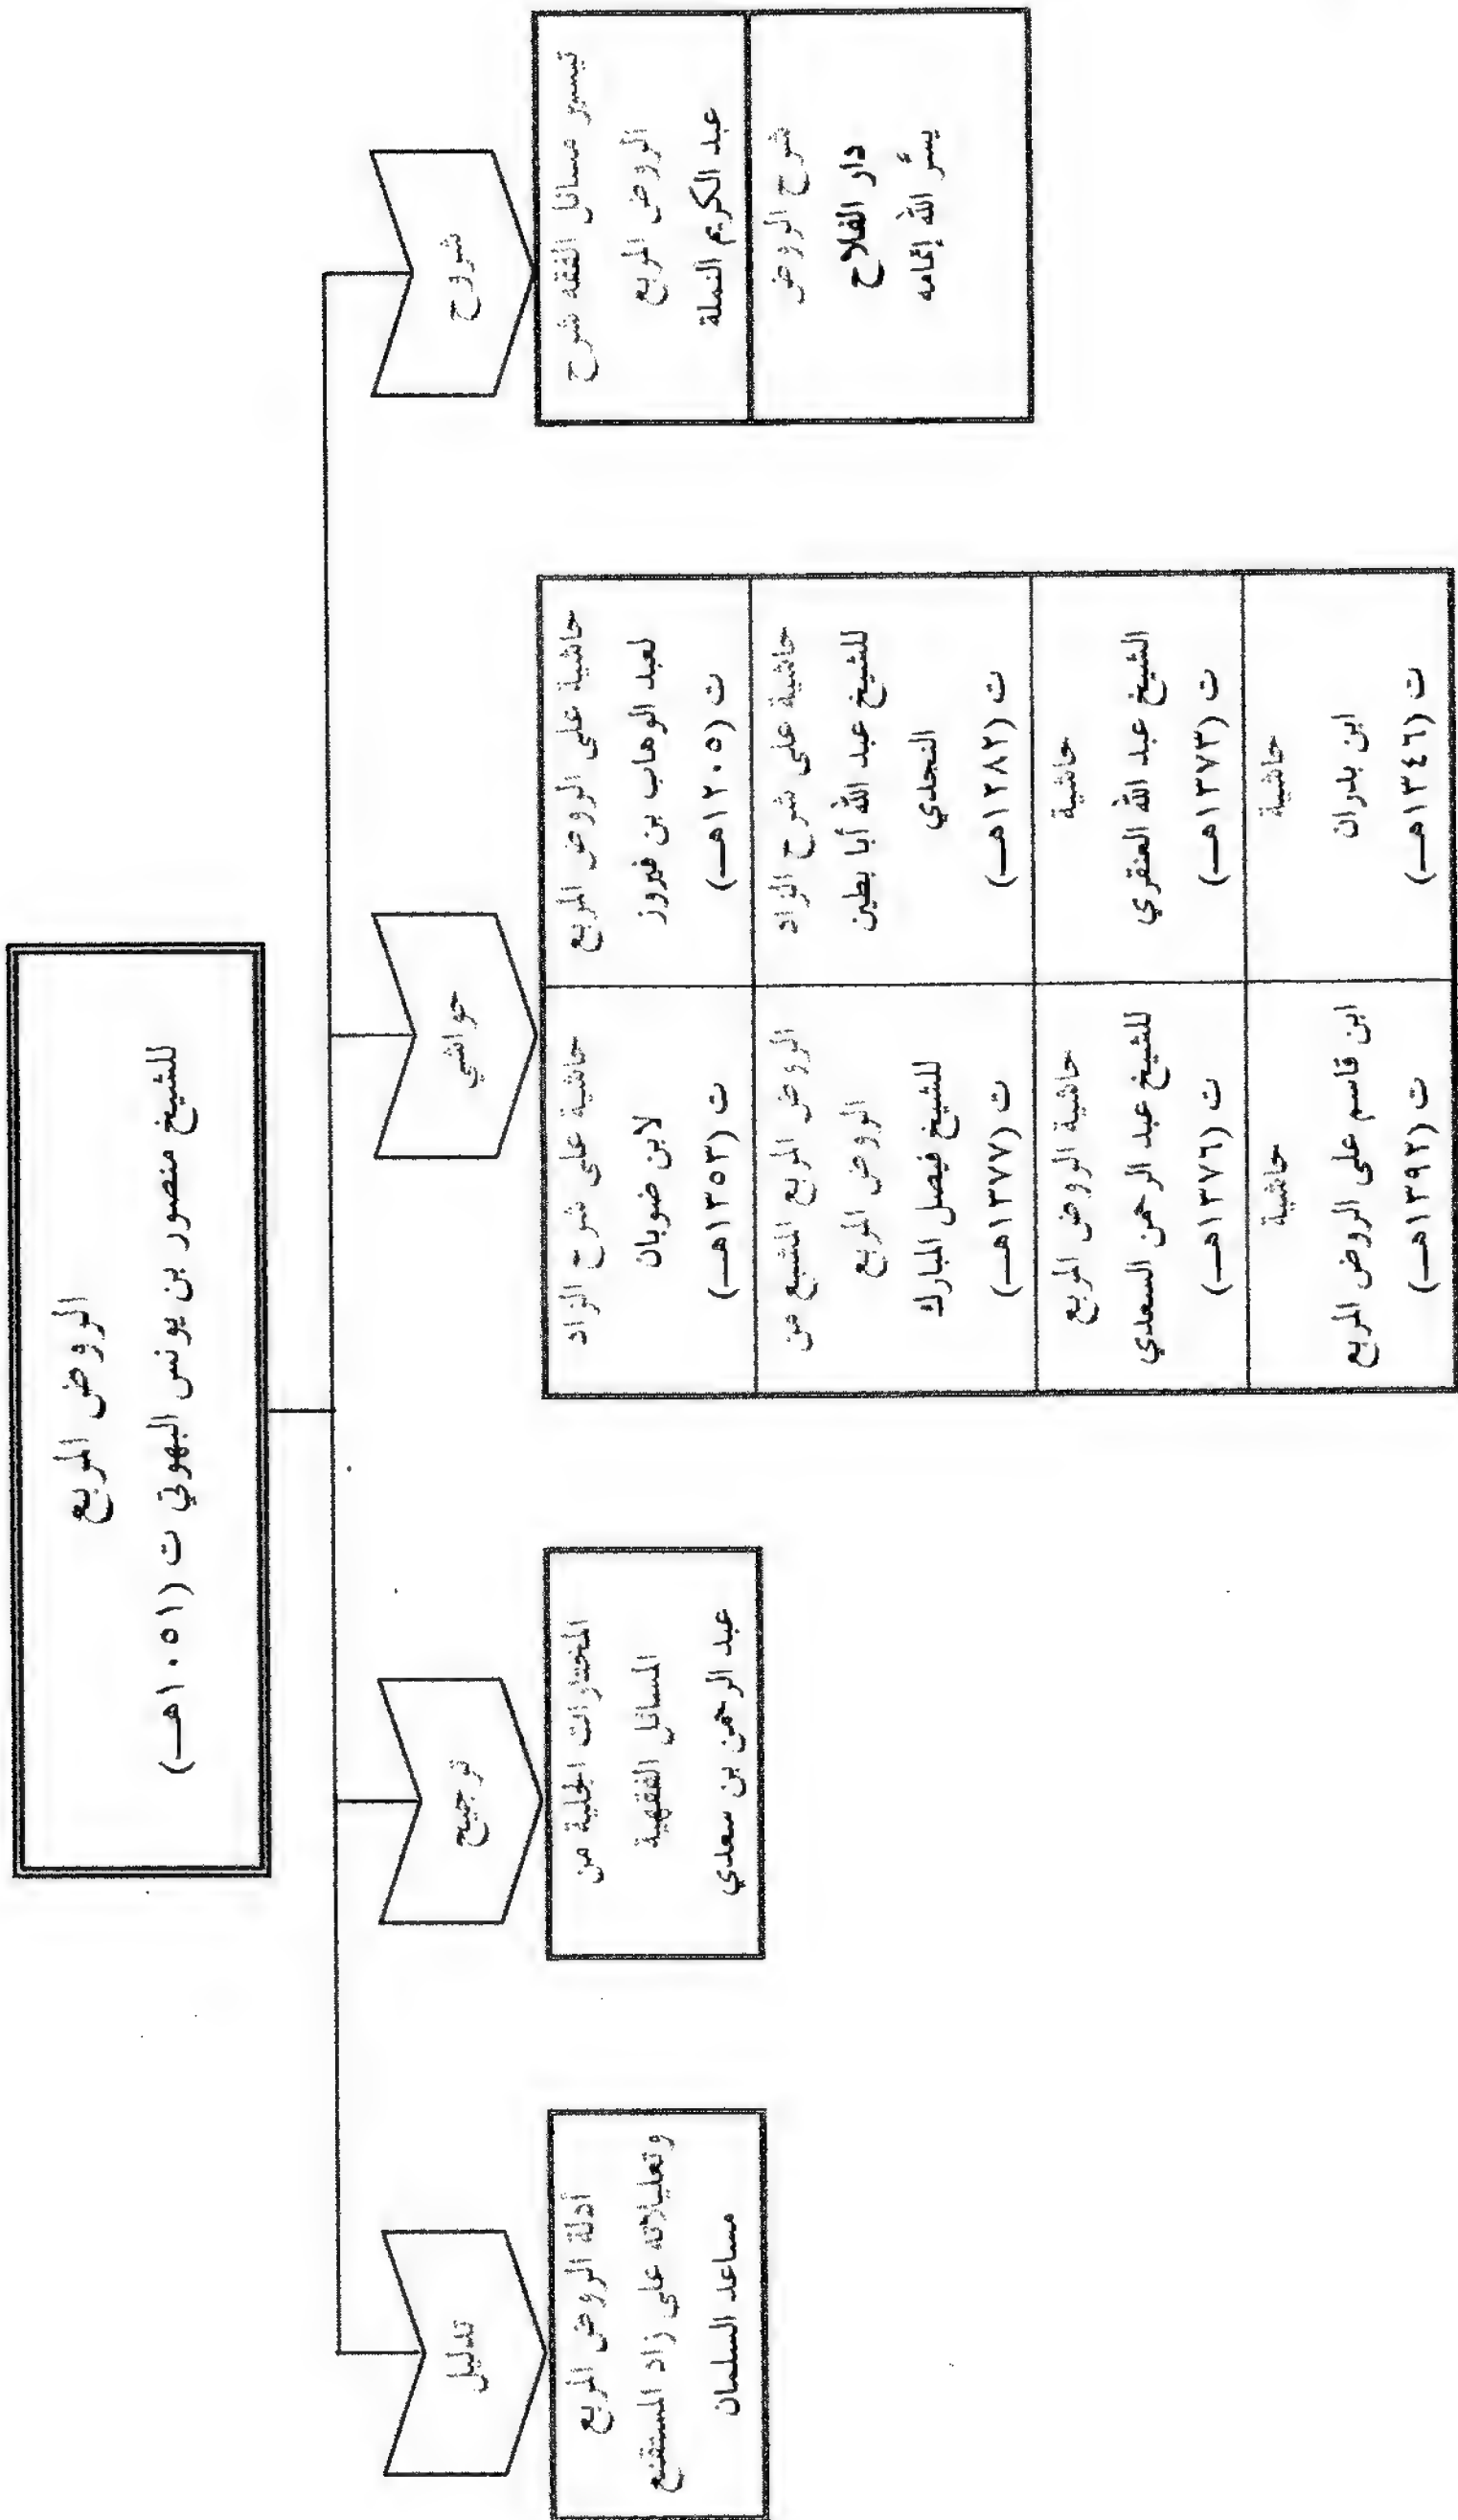 الروض المربع
للشيخ منصور بن يونس البهوتي ت (١٠٥١هـ)
شروح
تيسير مسائل الفقه شرح
الروض المربع
عبد الكريم النملة
شرح الروض
دار الفلاح
يسَّر الله إتمامه
حواشي
حاشية على الروض المربع
لعبد الوهاب بن فيروز
ت (١٢٠٥هـ)
حاشية على شرح الزاد
لابن ضوبان
ت (١٣٥٣هـ)
حاشية على شرح الزاد
للشيخ عبد الله أبا بطين
النجدي
ت (١٢٨٢هـ)
الروض المربع المشبع من
الروض المربع
للشيخ فيصل المبارك
ت (١٣٧٧هـ)
حاشية
الشيخ عبد الله العنقري
ت (١٣٧٣هـ)
حاشية الروض المربع
للشيخ عبد الرحمن السعدي
ت (١٣٧٦هـ)
حاشية
ابن بدران
ت (١٣٤٦هـ)
حاشية
ابن قاسم على الروض المربع
ت (١٣٩٢هـ)
ترجيح
المختارات الجلية من
المسائل الفقهية
عبد الرحمن بن سعدي
تدليل
أدلة الروض المربع
وتعليلاته على زاد المستقنع
مساعد السلمان